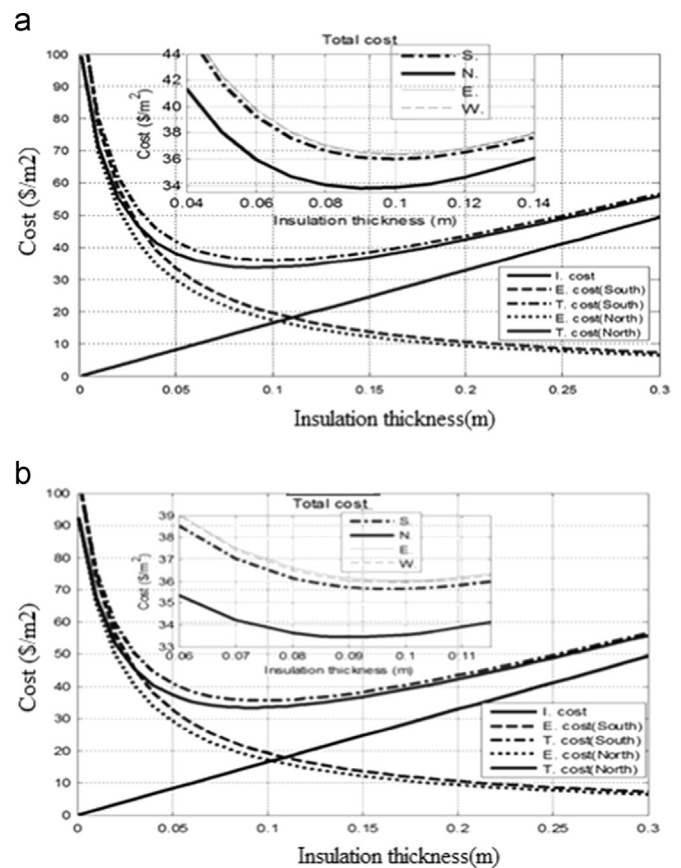 a
Total cost
100
90
80
70
60
50
40
30
20
10
0
Cost ($/m2)
44
42
40
38
36
34
Cost ($/m²)
0.04
0.06
0.08
0.1
0.12
0.14
Insulation thickness (m)
S.
N.
E.
W.
I. cost
E. cost(South)
T. cost(South)
E. cost(North)
T. cost(North)
0
0.05
0.1
0.15
0.2
0.25
0.3
Insulation thickness(m)
b
Total cost.
100
90
80
70
60
50
40
30
20
10
0
Cost ($/m2)
39
38
37
36
35
34
33
Cost ($/m²)
0.06
0.07
0.08
0.09
0.1
0.11
Insulation thickness (m)
S.
N.
E.
W.
I. cost
E. cost(South)
T. cost(South)
E. cost(North)
T. cost(North)
0
0.05
0.1
0.15
0.2
0.25
0.3
Insulation thickness(m)